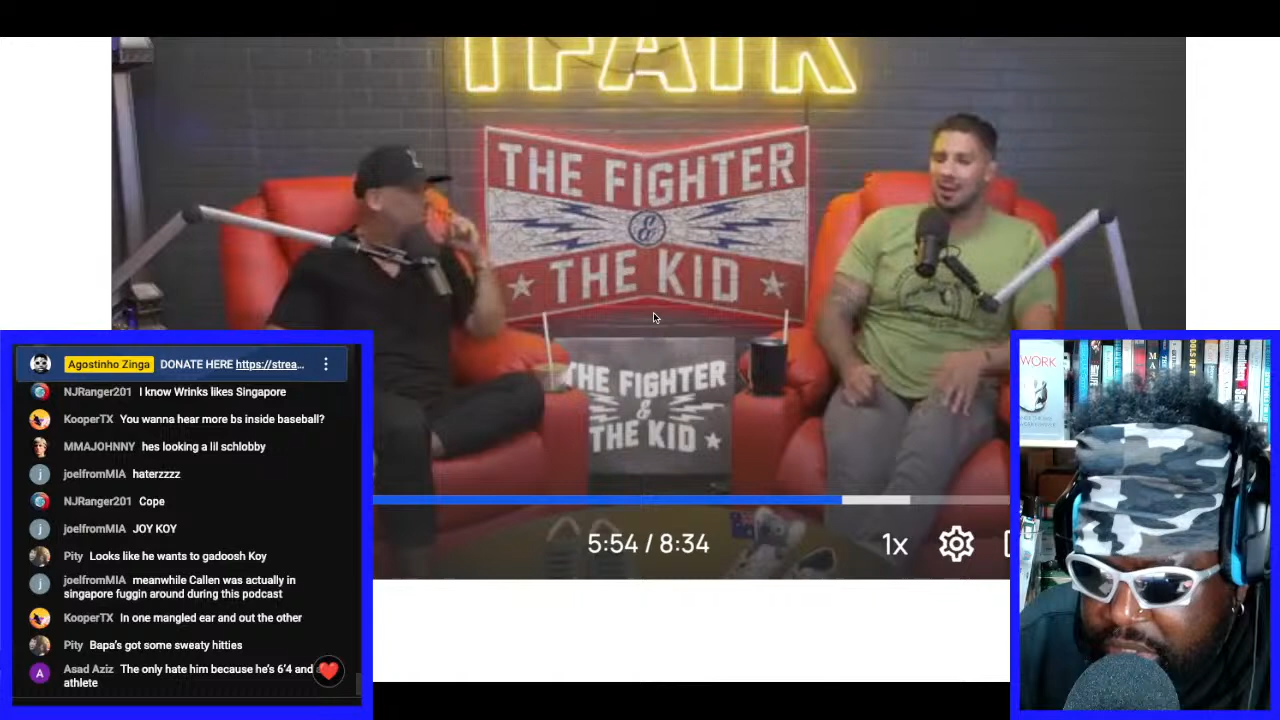 TFATK
THE FIGHTER
&
THE KID
THE FIGHTER
&
THE KID
5:54 / 8:34
1x
Agostinho Zinga DONATE HERE https://strea...
NJRanger201 I know Wrinks likes Singapore
KooperTX You wanna hear more bs inside baseball?
MMAJOHNNY hes looking a lil schlobby
j joelfromMIA haterzzzz
NJRanger201 Cope
j joelfromMIA JOY KOY
Pity Looks like he wants to gadoosh Koy
j joelfromMIA meanwhile Callen was actually in
singapore fuggin around during this podcast
KooperTX In one mangled ear and out the other
Pity Bapa's got some sweaty hitties
A Asad Aziz The only hate him because he's 6'4 and
athlete
WORK